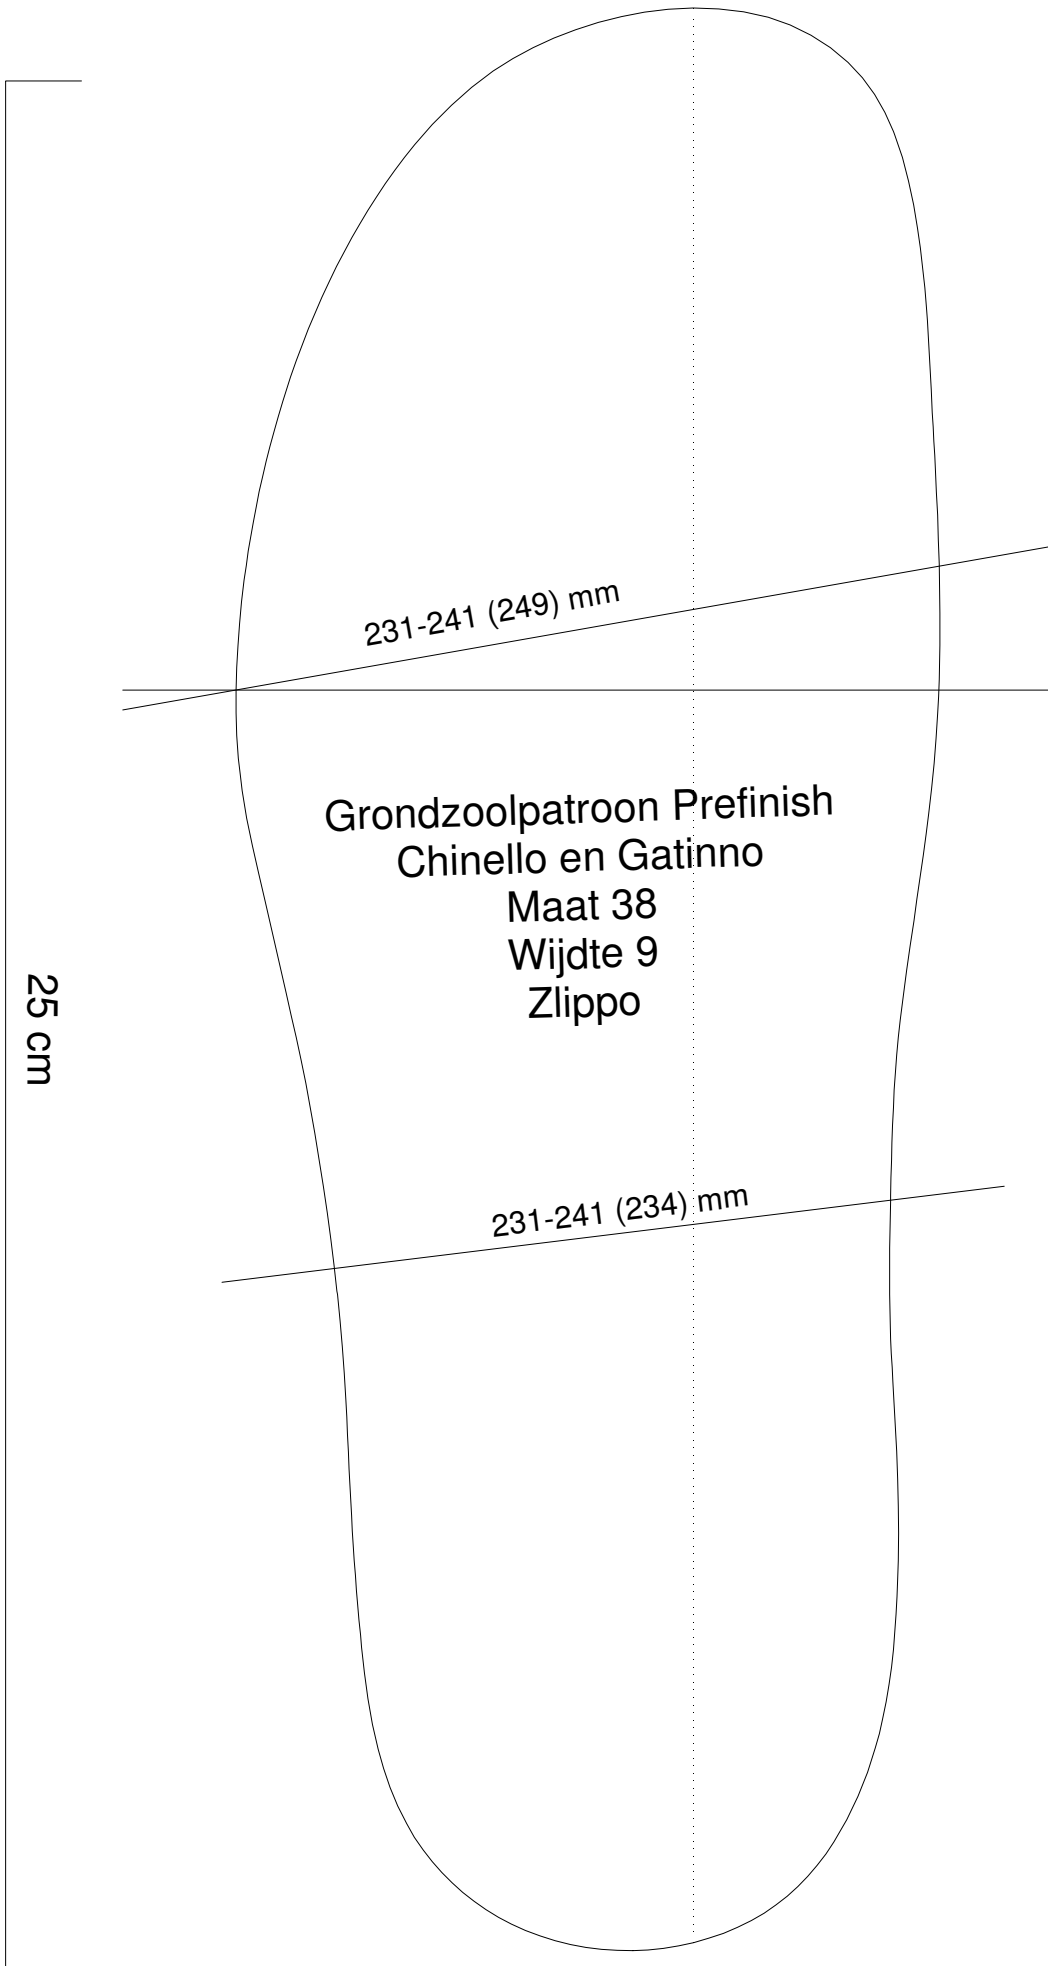 231-241 (249) mm
Grondzoolpatroon Prefinish
Chinello en Gatinno
Maat 38
Wijdte 9
Zlippo
25 cm
231-241 (234) mm